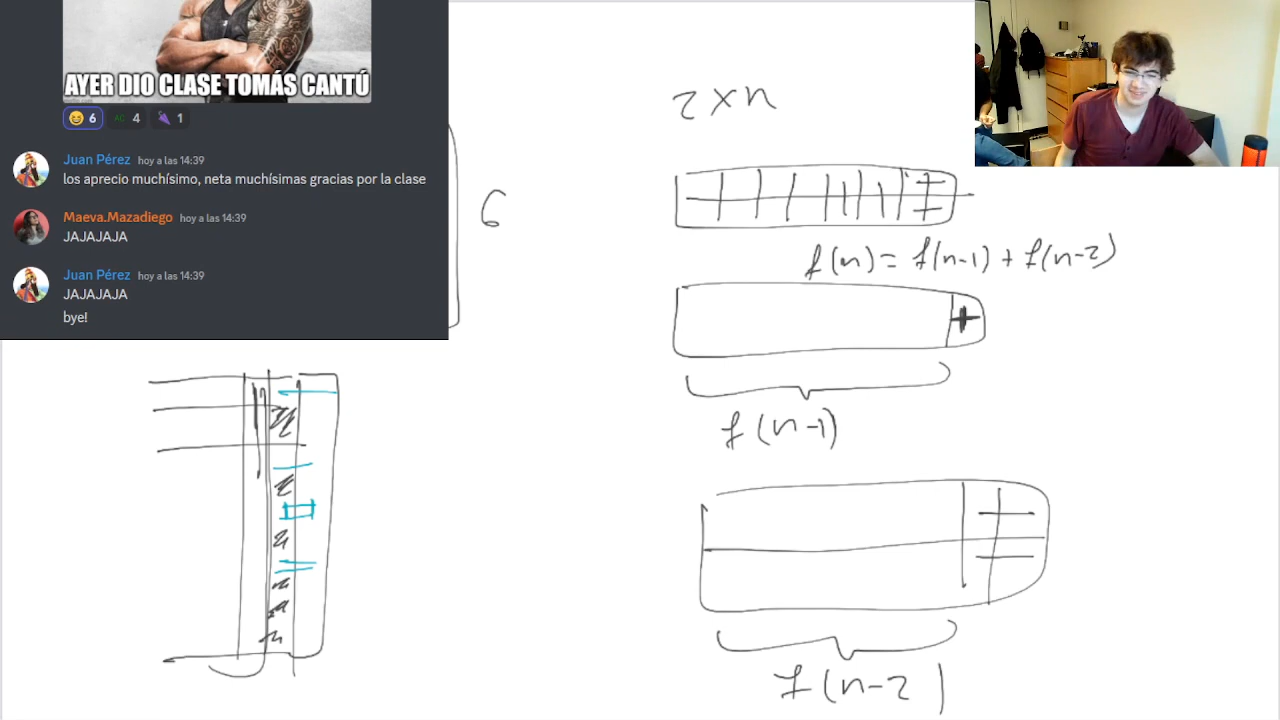 AYER DIO CLASE TOMÁS CANTÚ
6 AC 4 1
Juan Pérez hoy a las 14:39
los aprecio muchísimo, neta muchísimas gracias por la clase
Maeva.Mazadiego hoy a las 14:39
JAJAJAJA
Juan Pérez hoy a las 14:39
JAJAJAJA
bye!
6
2 x n
f(n) = f(n-1) + f(n-2)
f(n-1)
f(n-2)